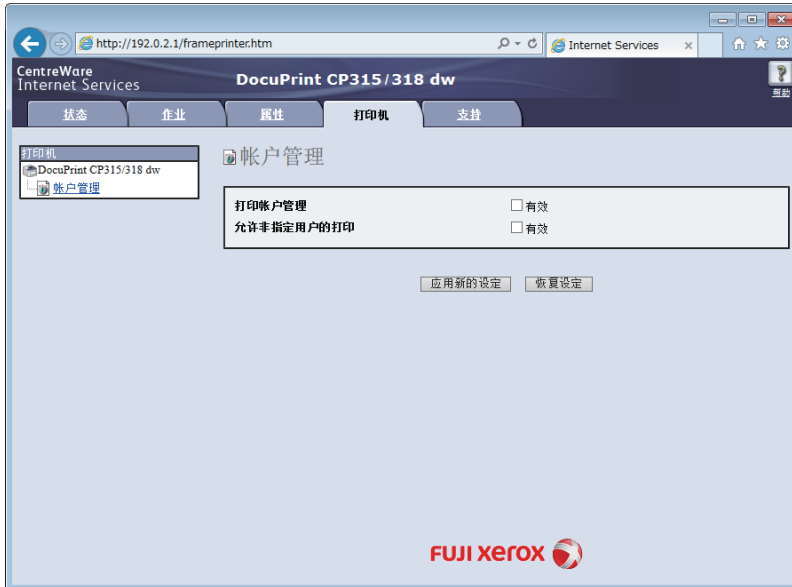 http://192.0.2.1/frameprinter.htm
Internet Services
CentreWare
Internet Services
DocuPrint CP315/318 dw
帮助
状态
作业
属性
打印机
支持
打印机
DocuPrint CP315/318 dw
帐户管理
帐户管理
打印帐户管理
有效
允许非指定用户的打印
有效
应用新的设定
恢复设定
FUJI xerox